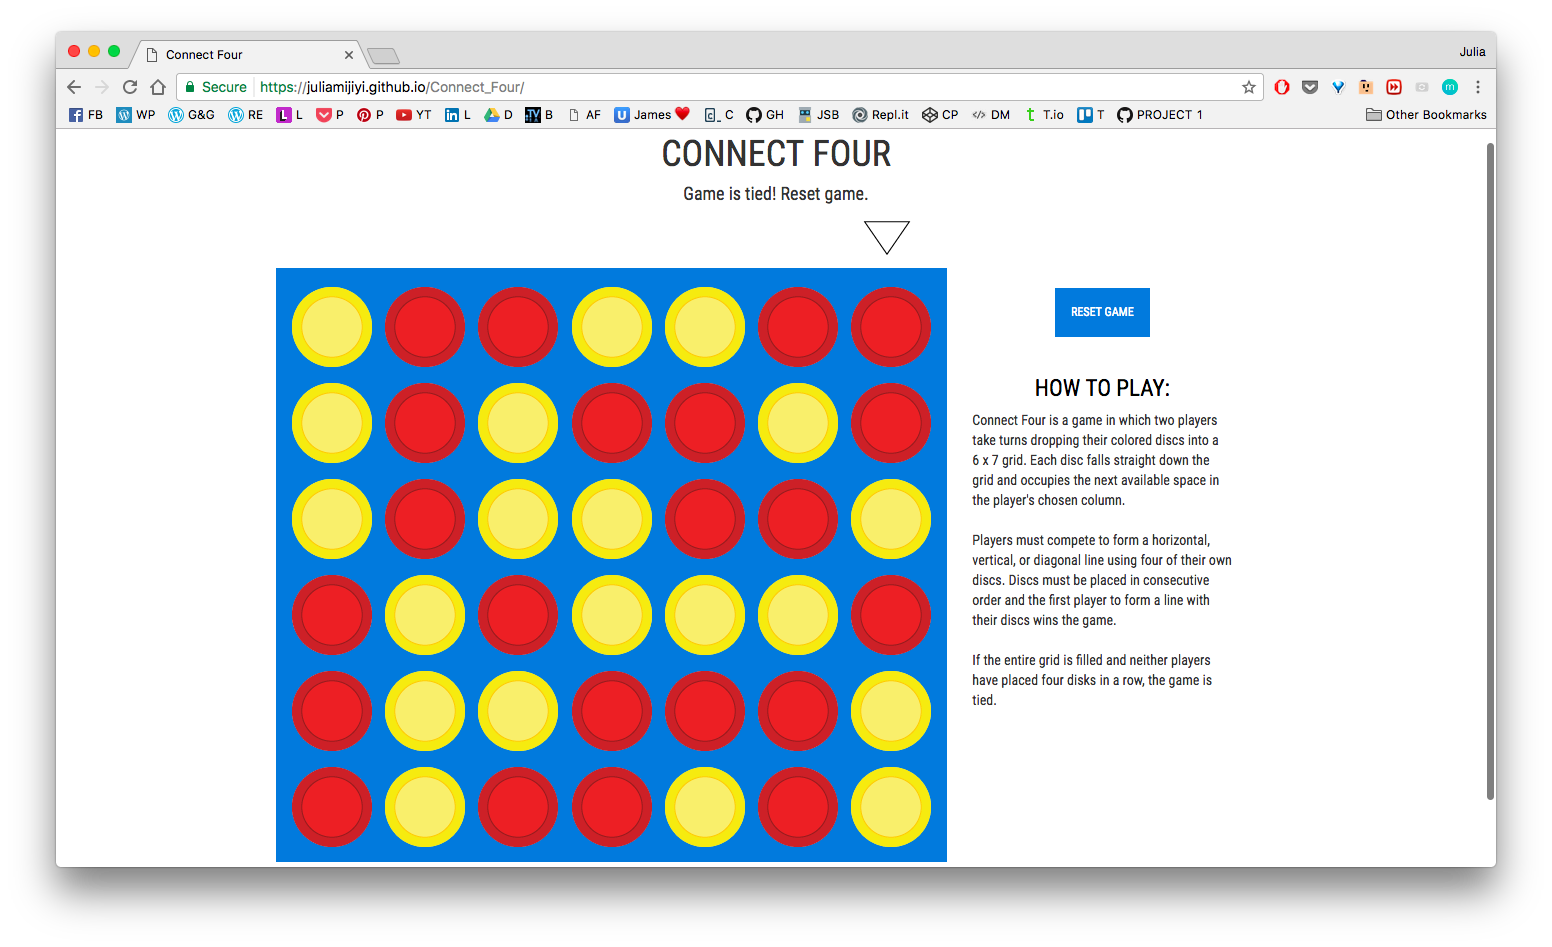 Connect Four
Julia
Secure https://juliamijiyi.github.io/Connect_Four/
m
FB WP G&G RE L P P YT L D B AF James C GH JSB Repl.it CP DM T.io T PROJECT 1 Other Bookmarks
CONNECT FOUR
Game is tied! Reset game.
RESET GAME
HOW TO PLAY:
Connect Four is a game in which two players
take turns dropping their colored discs into a
6 x 7 grid. Each disc falls straight down the
grid and occupies the next available space in
the player's chosen column.
Players must compete to form a horizontal,
vertical, or diagonal line using four of their own
discs. Discs must be placed in consecutive
order and the first player to form a line with
their discs wins the game.
If the entire grid is filled and neither players
have placed four disks in a row, the game is
tied.